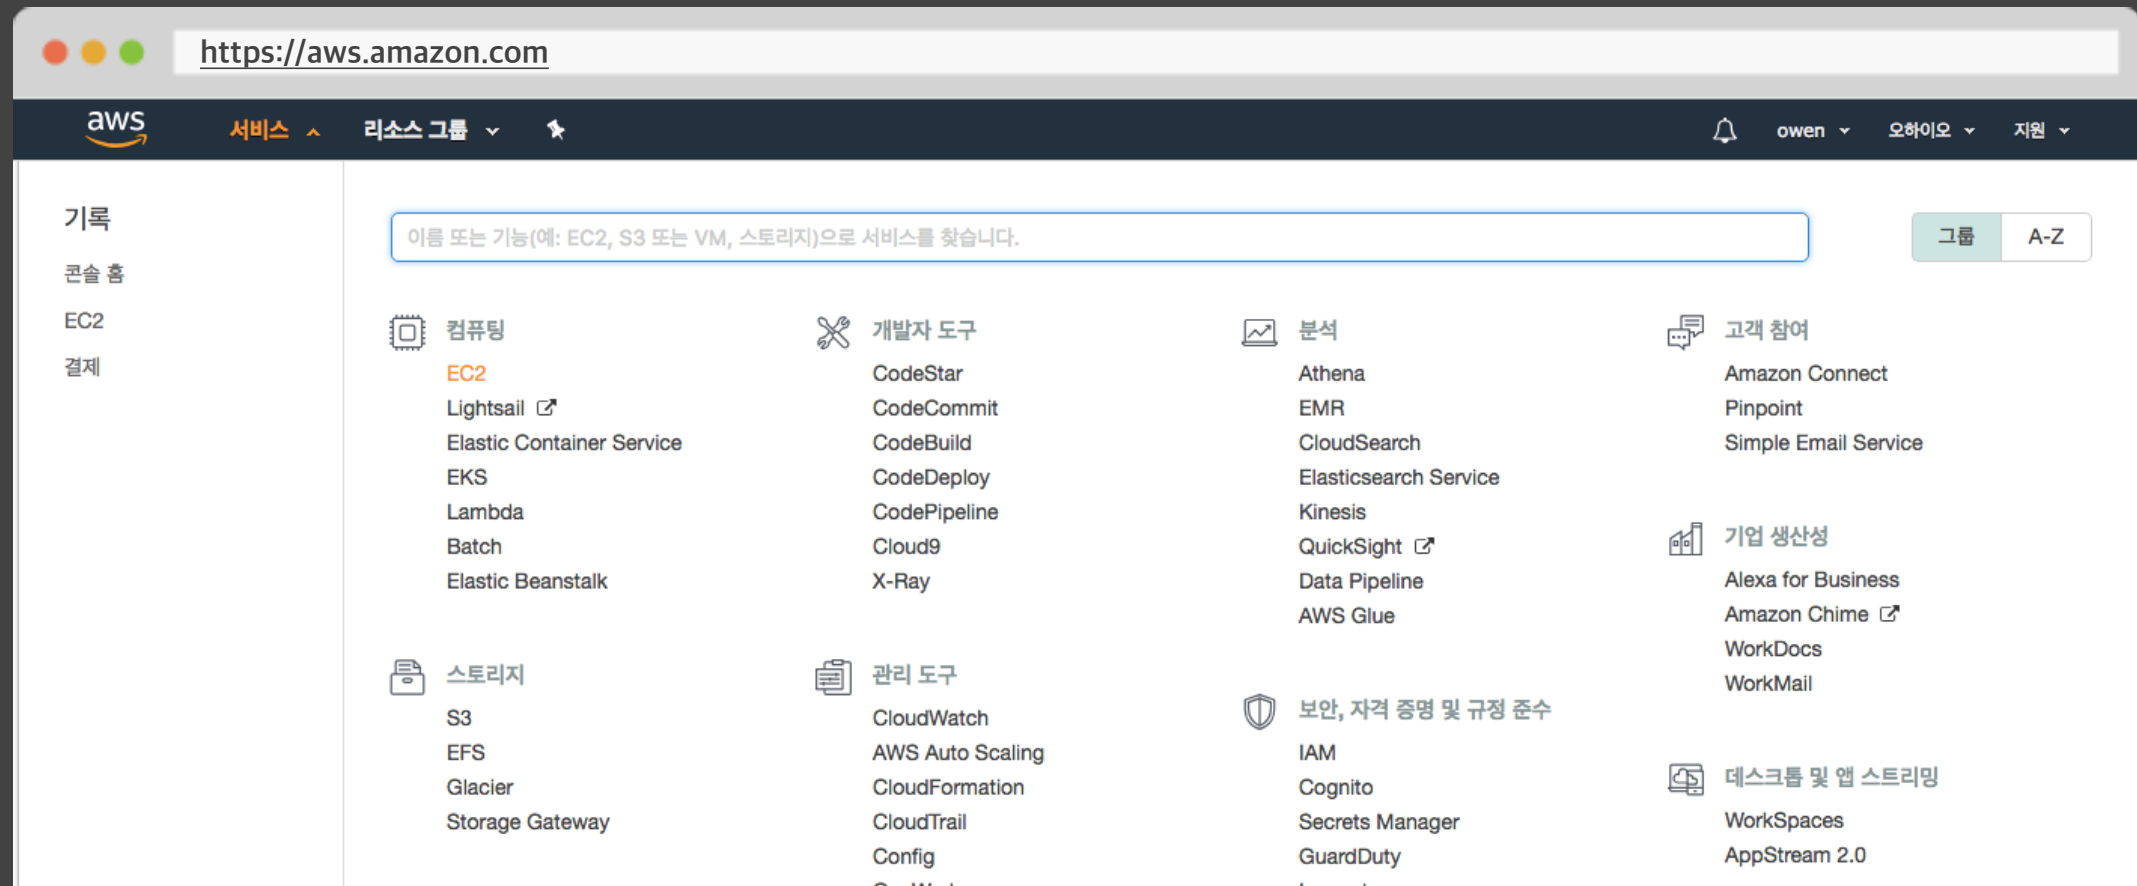 https://aws.amazon.com
aws 서비스 리소스 그룹 owen 오하이오 지원
기록
콘솔 홈
EC2
결제
이름 또는 기능(예: EC2, S3 또는 VM, 스토리지)으로 서비스를 찾습니다.
그룹 A-Z
컴퓨팅
EC2
Lightsail
Elastic Container Service
EKS
Lambda
Batch
Elastic Beanstalk
스토리지
S3
EFS
Glacier
Storage Gateway
개발자 도구
CodeStar
CodeCommit
CodeBuild
CodeDeploy
CodePipeline
Cloud9
X-Ray
관리 도구
CloudWatch
AWS Auto Scaling
CloudFormation
CloudTrail
Config
분석
Athena
EMR
CloudSearch
Elasticsearch Service
Kinesis
QuickSight
Data Pipeline
AWS Glue
보안, 자격 증명 및 규정 준수
IAM
Cognito
Secrets Manager
GuardDuty
고객 참여
Amazon Connect
Pinpoint
Simple Email Service
기업 생산성
Alexa for Business
Amazon Chime
WorkDocs
WorkMail
데스크톱 및 앱 스트리밍
WorkSpaces
AppStream 2.0